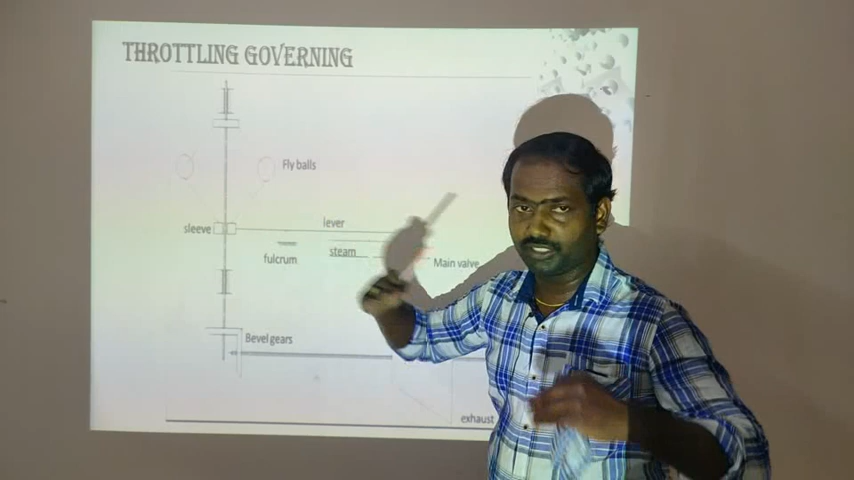 THROTTLING GOVERNING
Fly balls
sleeve
lever
fulcrum
steam
Main valve
Bevel gears
exhaust